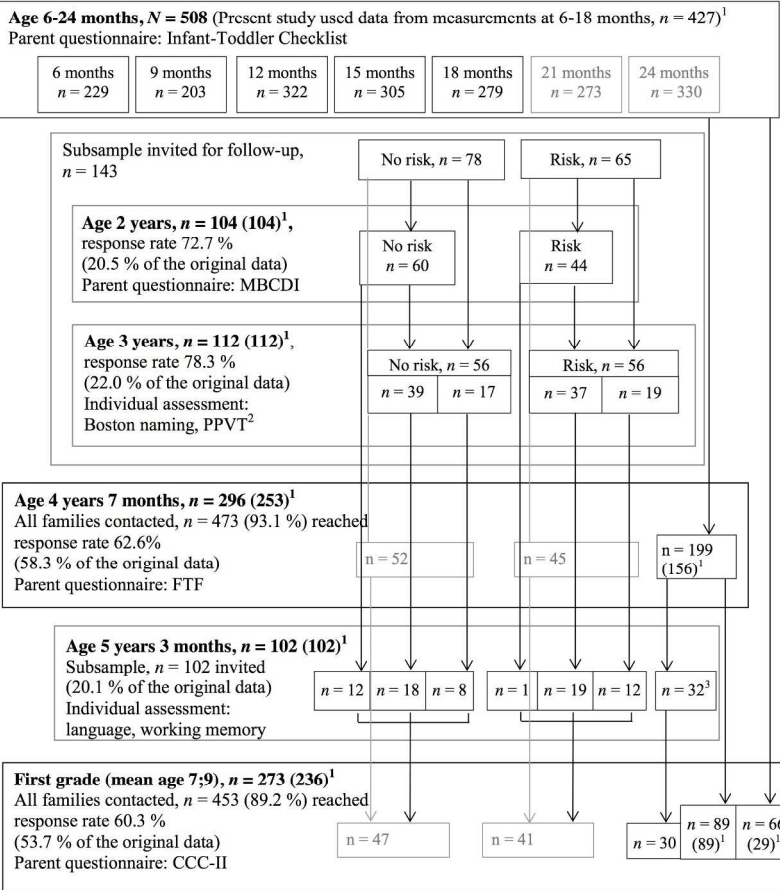 Age 6-24 months, N = 508 (Present study used data from measurements at 6-18 months, n = 427)¹
Parent questionnaire: Infant-Toddler Checklist
6 months
n = 229
9 months
n = 203
12 months
n = 322
15 months
n = 305
18 months
n = 279
21 months
n = 273
24 months
n = 330
Subsample invited for follow-up,
n = 143
No risk, n = 78
Risk, n = 65
Age 2 years, n = 104 (104)¹,
response rate 72.7 %
(20.5 % of the original data)
Parent questionnaire: MBCDI
No risk
n = 60
Risk
n = 44
Age 3 years, n = 112 (112)¹,
response rate 78.3 %
(22.0 % of the original data)
Individual assessment:
Boston naming, PPVT²
No risk, n = 56
n = 39
n = 17
Risk, n = 56
n = 37
n = 19
Age 4 years 7 months, n = 296 (253)¹
All families contacted, n = 473 (93.1 %) reached
response rate 62.6%
(58.3 % of the original data)
Parent questionnaire: FTF
n = 52
n = 45
n = 199
(156)¹
Age 5 years 3 months, n = 102 (102)¹
Subsample, n = 102 invited
(20.1 % of the original data)
Individual assessment:
language, working memory
n = 12
n = 18
n = 8
n = 1
n = 19
n = 12
n = 32³
First grade (mean age 7;9), n = 273 (236)¹
All families contacted, n = 453 (89.2 %) reached
response rate 60.3 %
(53.7 % of the original data)
Parent questionnaire: CCC-II
n = 47
n = 41
n = 30
n = 89
(89)¹
n = 66
(29)¹